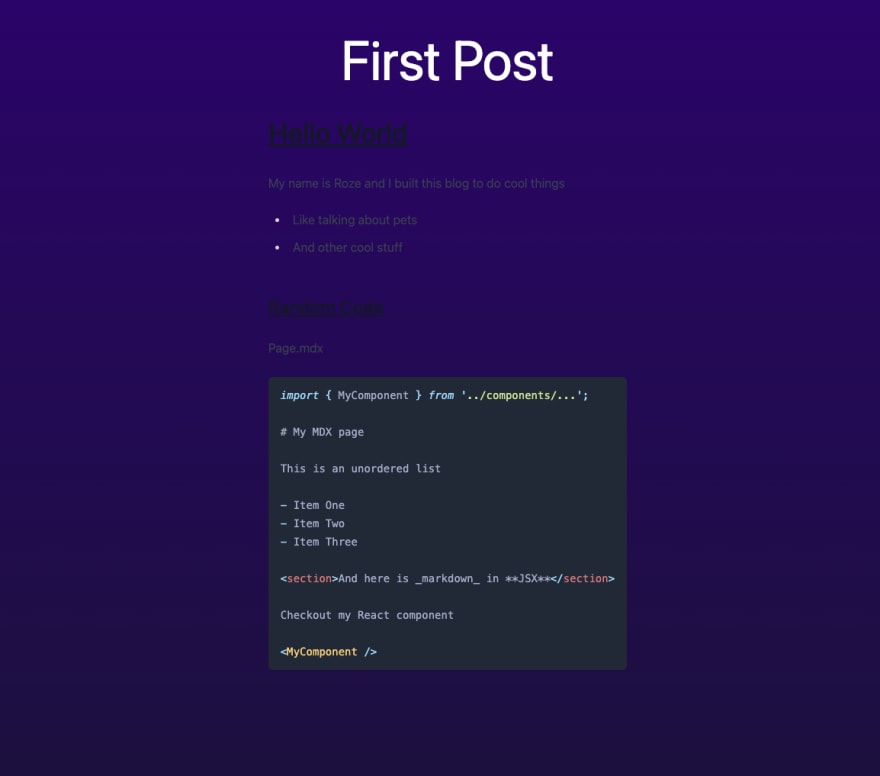 First Post
Hello World
My name is Roze and I built this blog to do cool things
Like talking about pets
And other cool stuff
Random Code
Page.mdx
import { MyComponent } from '../components/...';
# My MDX page
This is an unordered list
- Item One
- Item Two
- Item Three
<section>And here is _markdown_ in **JSX**</section>
Checkout my React component
<MyComponent />